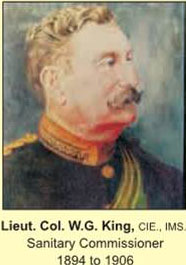 Lieut. Col. W.G. King, CIE., IMS.
Sanitary Commissioner
1894 to 1906